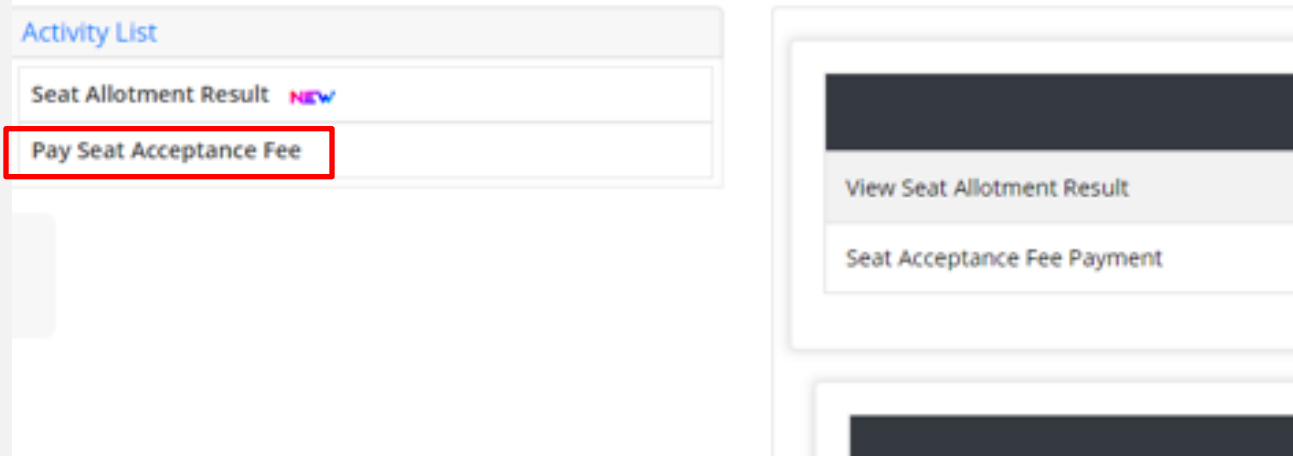 Activity List
Seat Allotment Result NEW
Pay Seat Acceptance Fee
View Seat Allotment Result
Seat Acceptance Fee Payment